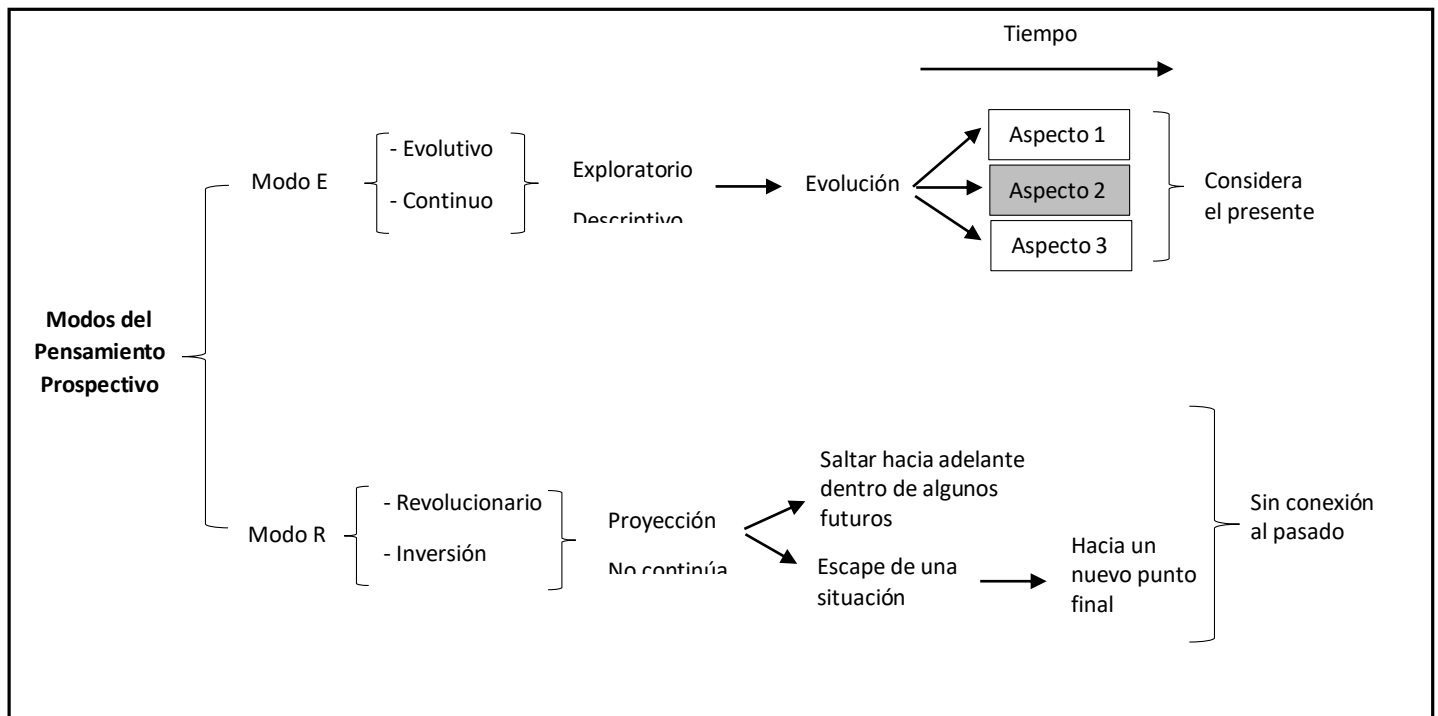 Tiempo
Modos del
Pensamiento
Prospectivo
Modo E
- Evolutivo
- Continuo
Exploratorio
Descriptivo
Evolución
Aspecto 1
Aspecto 2
Aspecto 3
Considera
el presente
Modo R
- Revolucionario
- Inversión
Proyección
No continúa
Saltar hacia adelante
dentro de algunos
futuros
Escape de una
situación
Hacia un
nuevo punto
final
Sin conexión
al pasado